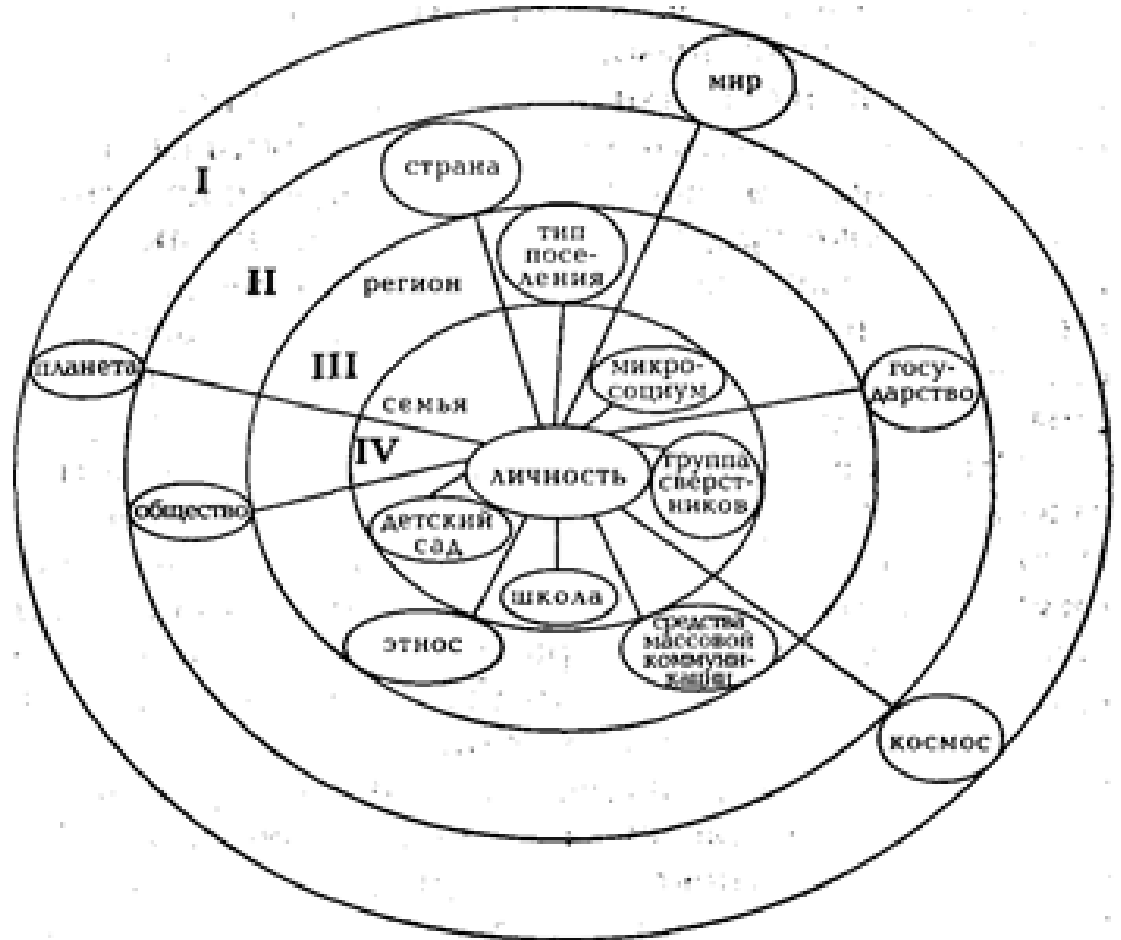 мир
страна
I
тип
посе-
ления
II
регион
планета
III
микро-
социум
госу-
дарство
семья
IV
личность
группа
сверст-
ников
общество
детский
сад
школа
этнос
средства
массовой
коммуни-
кации
космос